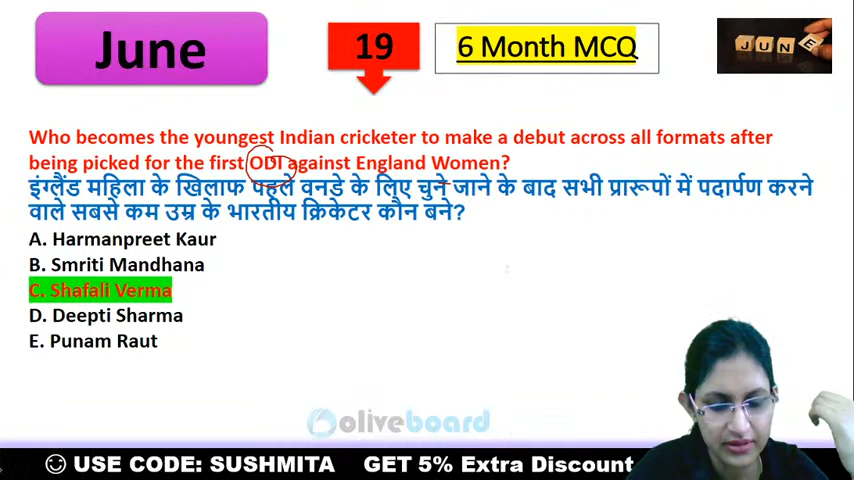 June
19
6 Month MCQ
JUNE
Who becomes the youngest Indian cricketer to make a debut across all formats after
being picked for the first ODI against England Women?
इंग्लैंड महिला के खिलाफ पहले वनडे के लिए चुने जाने के बाद सभी प्रारूपों में पदार्पण करने
वाले सबसे कम उम्र के भारतीय क्रिकेटर कौन बने?
A. Harmanpreet Kaur
B. Smriti Mandhana
C. Shafali Verma
D. Deepti Sharma
E. Punam Raut
oliveboard
USE CODE: SUSHMITA GET 5% Extra Discount